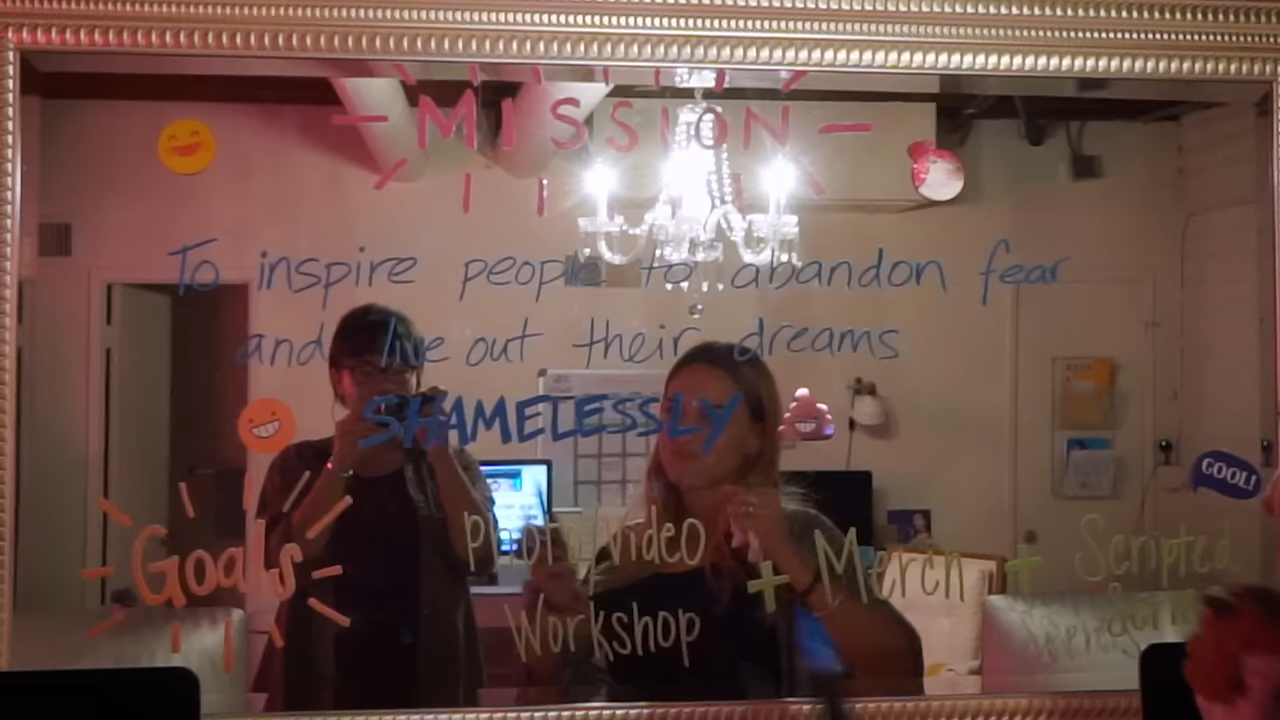 MISSION
To inspire people to abandon fear
and live out their dreams
SHAMELESSLY
GOOL!
Goals
Photo/Video
Workshop
+ Merch
+ Scripted